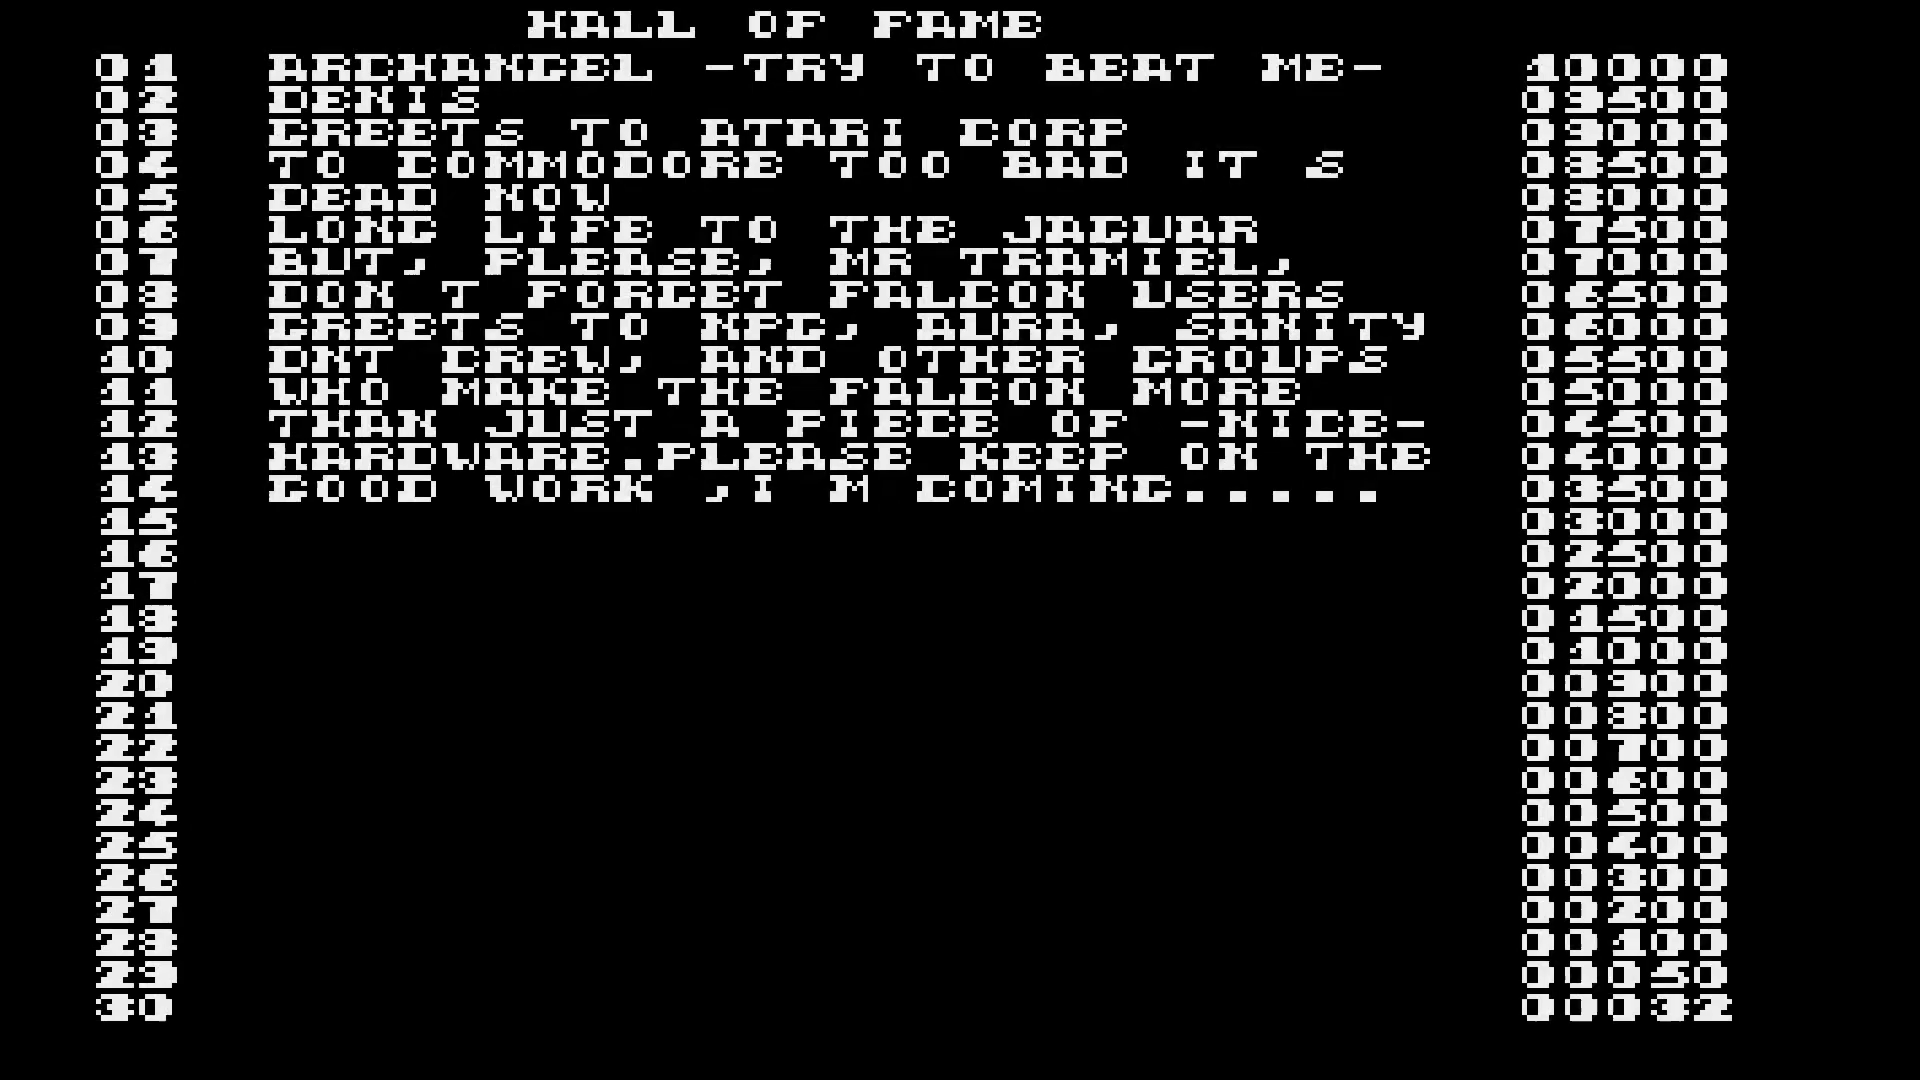 HALL OF FAME
01 ARCHANGEL -TRY TO BEAT ME- 10000
02 DENIS 09500
03 GREETS TO ATARI CORP 09000
04 TO COMMODORE TOO BAD IT S 08500
05 DEAD NOW 08000
06 LONG LIFE TO THE JAGUAR 07500
07 BUT, PLEASE, MR TRAMIEL, 07000
08 DON T FORGET FALCON USERS 06500
09 GREETS TO NPG, AURA, SANITY 06000
10 DNT CREW, AND OTHER GROUPS 05500
11 WHO MAKE THE FALCON MORE 05000
12 THAN JUST A PIECE OF -NICE- 04500
13 HARDWARE.PLEASE KEEP ON THE 04000
14 GOOD WORK ,I M COMING..... 03500
15 03000
16 02500
17 02000
18 01500
19 01000
20 00900
21 00800
22 00700
23 00600
24 00500
25 00400
26 00300
27 00200
28 00100
29 00050
30 00032